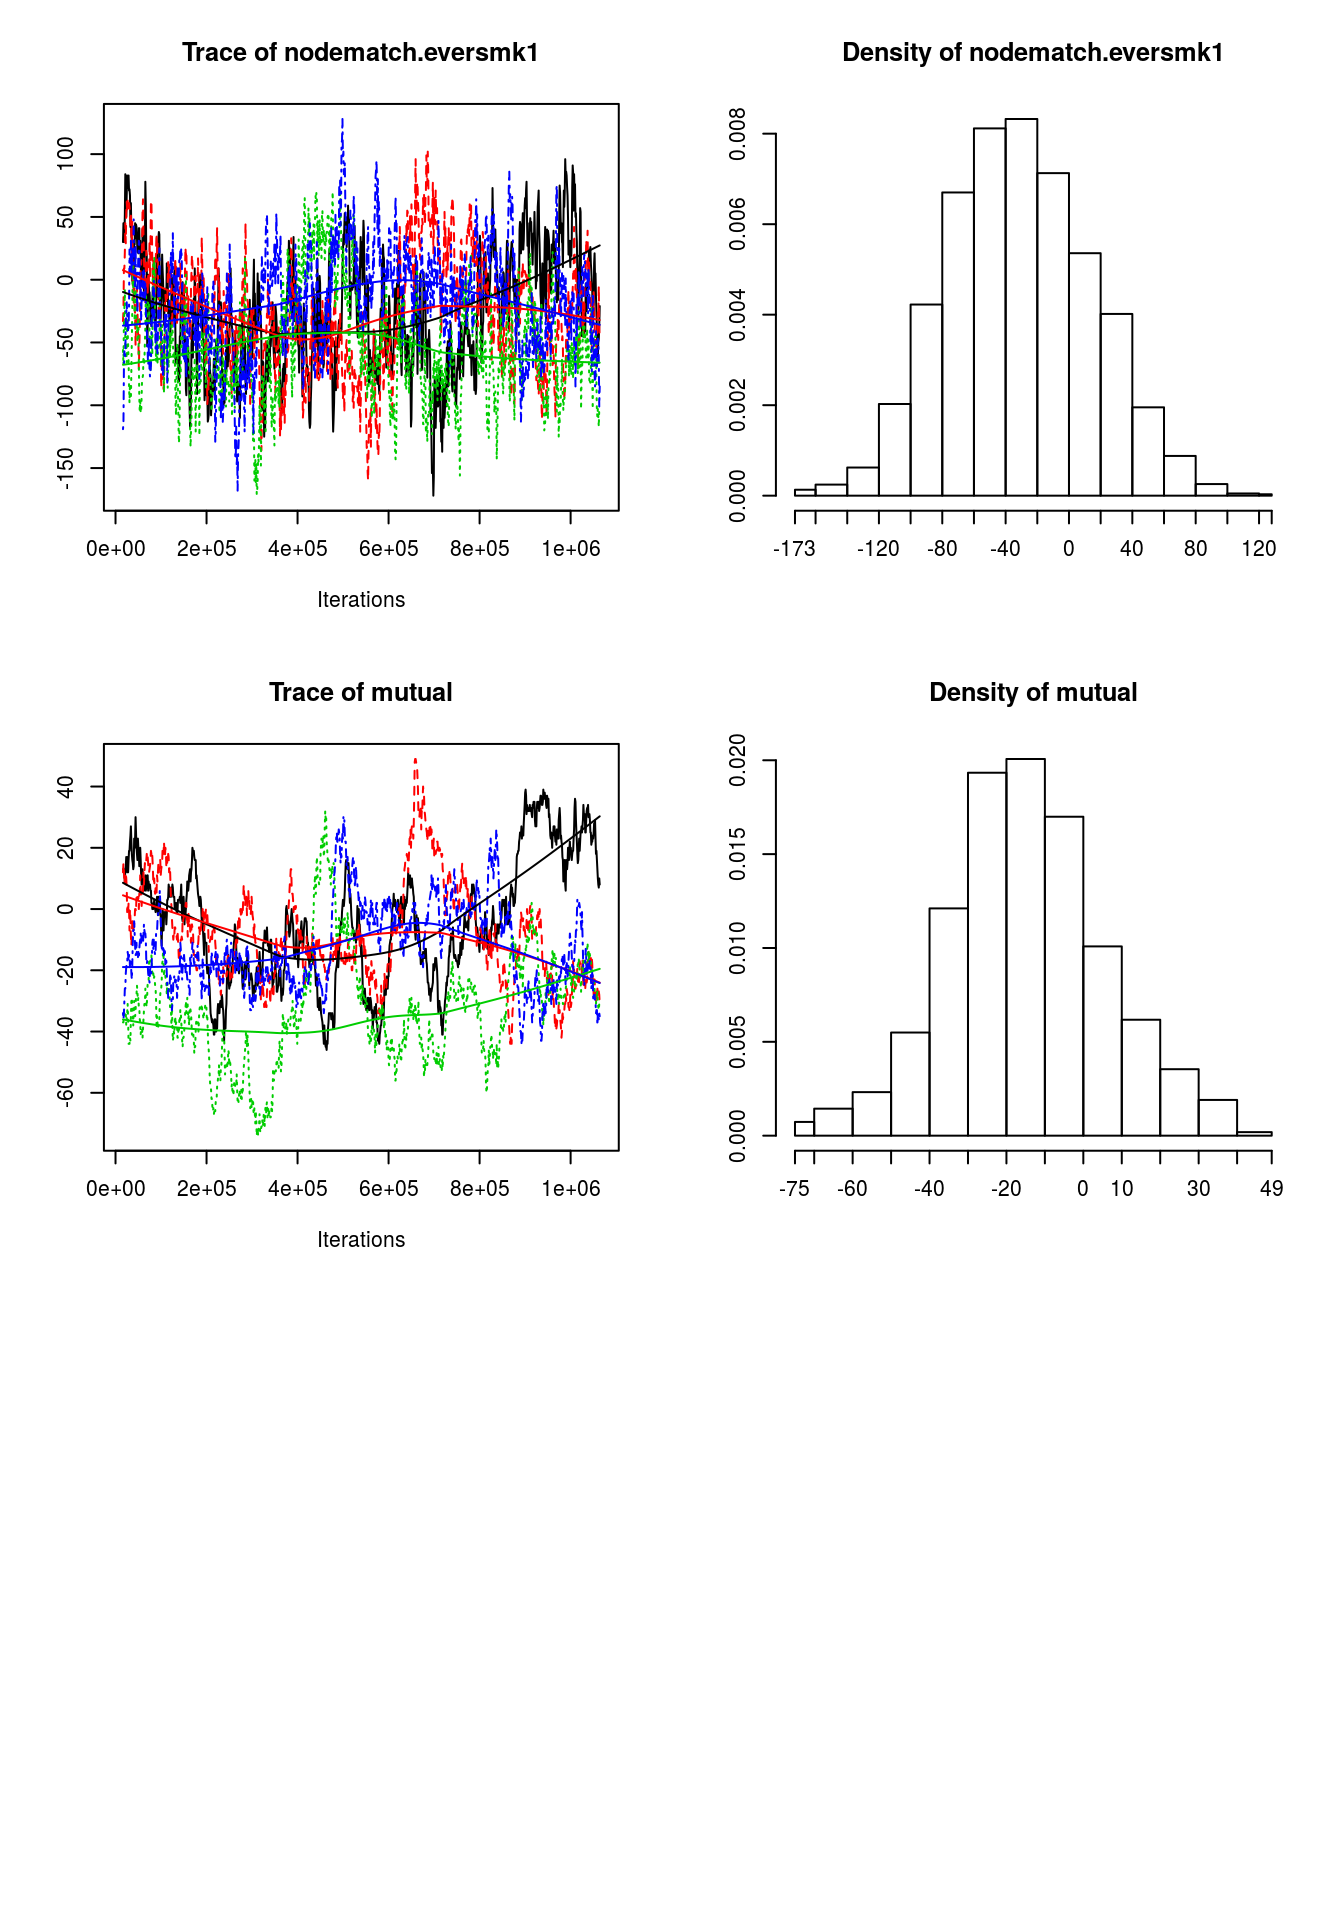 Trace of nodematch.eversmk1
100
50
0
-50
-100
-150
0e+00 2e+05 4e+05 6e+05 8e+05 1e+06
Iterations
Density of nodematch.eversmk1
0.008
0.006
0.004
0.002
0.000
-173 -120 -80 -40 0 40 80 120
Trace of mutual
40
20
0
-20
-40
-60
0e+00 2e+05 4e+05 6e+05 8e+05 1e+06
Iterations
Density of mutual
0.020
0.015
0.010
0.005
0.000
-75 -60 -40 -20 0 10 30 49